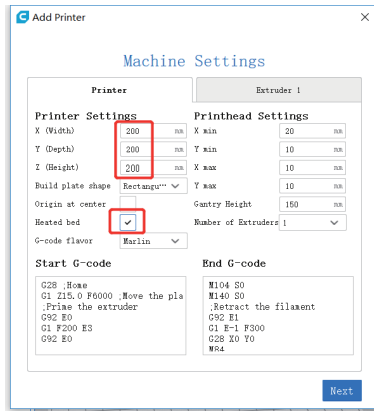 Add Printer
Machine Settings
Printer
Extruder 1
Printer Settings
X (Width) 200 mm
Y (Depth) 200 mm
Z (Height) 200 mm
Build plate shape Rectangu···
Origin at center
Heated bed
G-code flavor Marlin
Printhead Settings
X min 20 mm
Y min 10 mm
X max 10 mm
Y max 10 mm
Gantry Height 150 mm
Number of Extruders 1
Start G-code
G28 ;Home
G1 Z15.0 F6000 ;Move the pla
;Prime the extruder
G92 E0
G1 F200 E3
G92 E0
End G-code
M104 S0
M140 S0
;Retract the filament
G92 E1
G1 E-1 F300
G28 X0 Y0
M84
Next